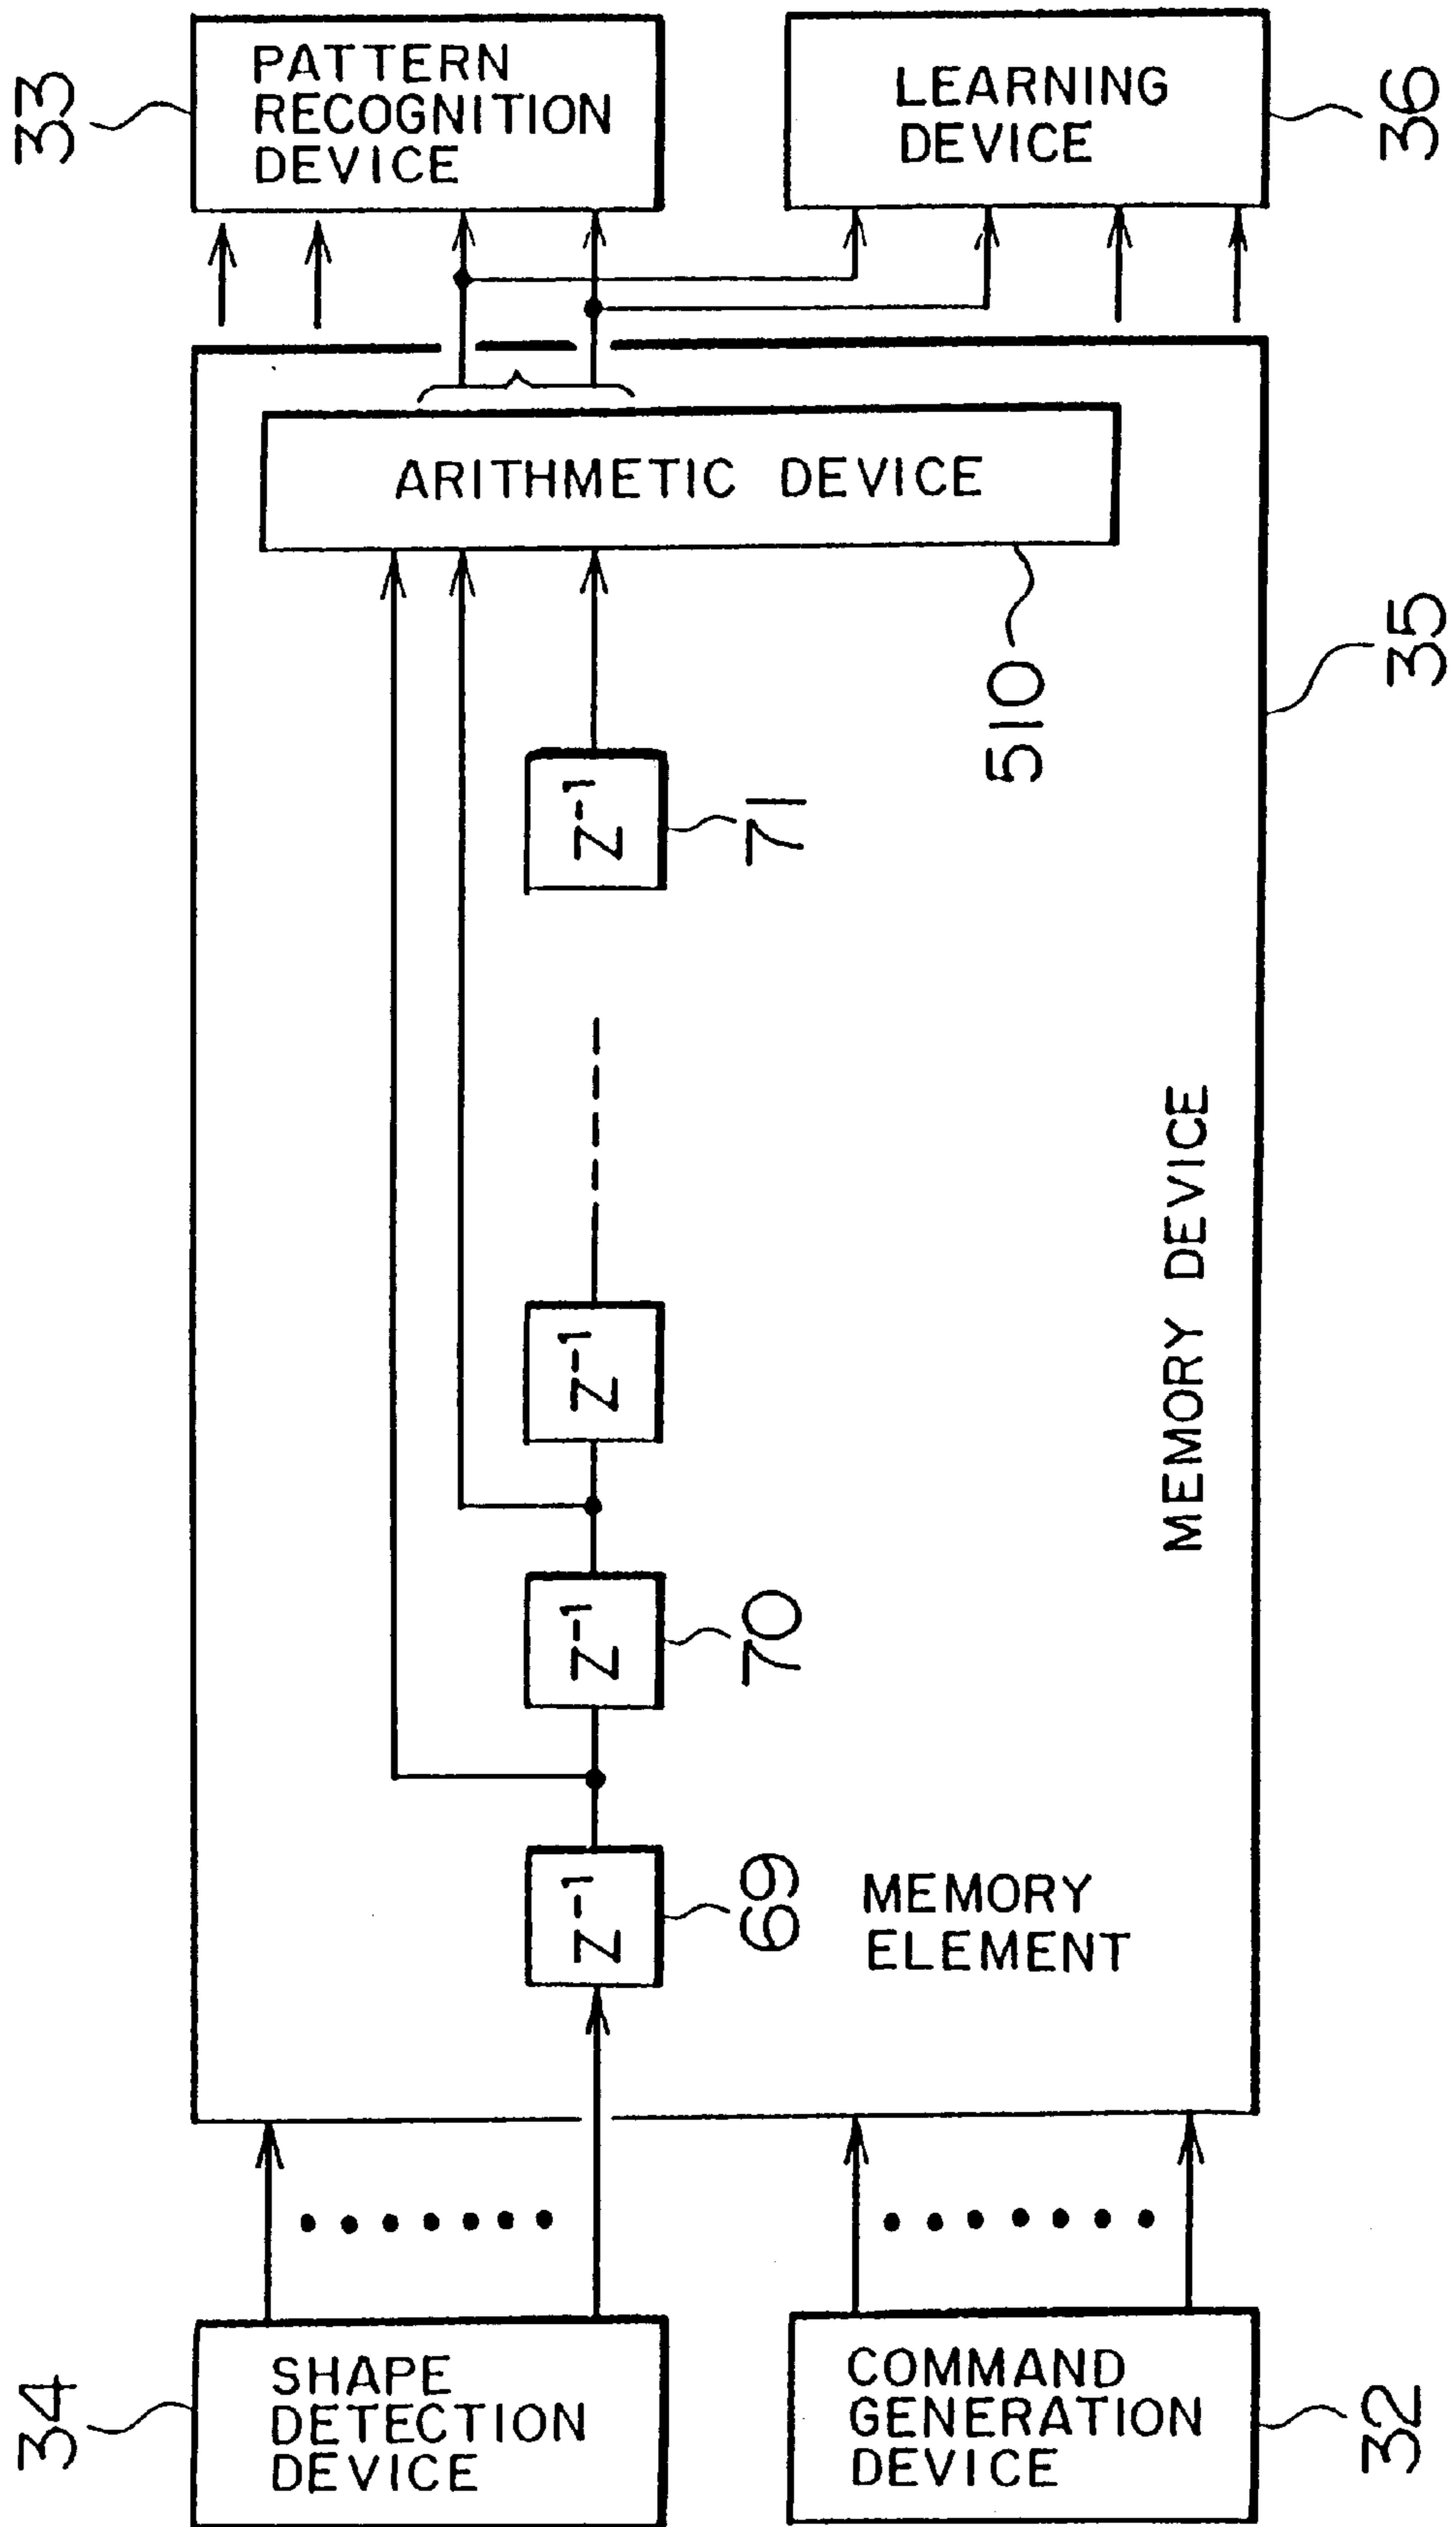 33
PATTERN
RECOGNITION
DEVICE
LEARNING
DEVICE
36
ARITHMETIC DEVICE
510
35
Z⁻¹
71
Z⁻¹
Z⁻¹
70
Z⁻¹
69
MEMORY
ELEMENT
MEMORY DEVICE
34
SHAPE
DETECTION
DEVICE
COMMAND
GENERATION
DEVICE
32